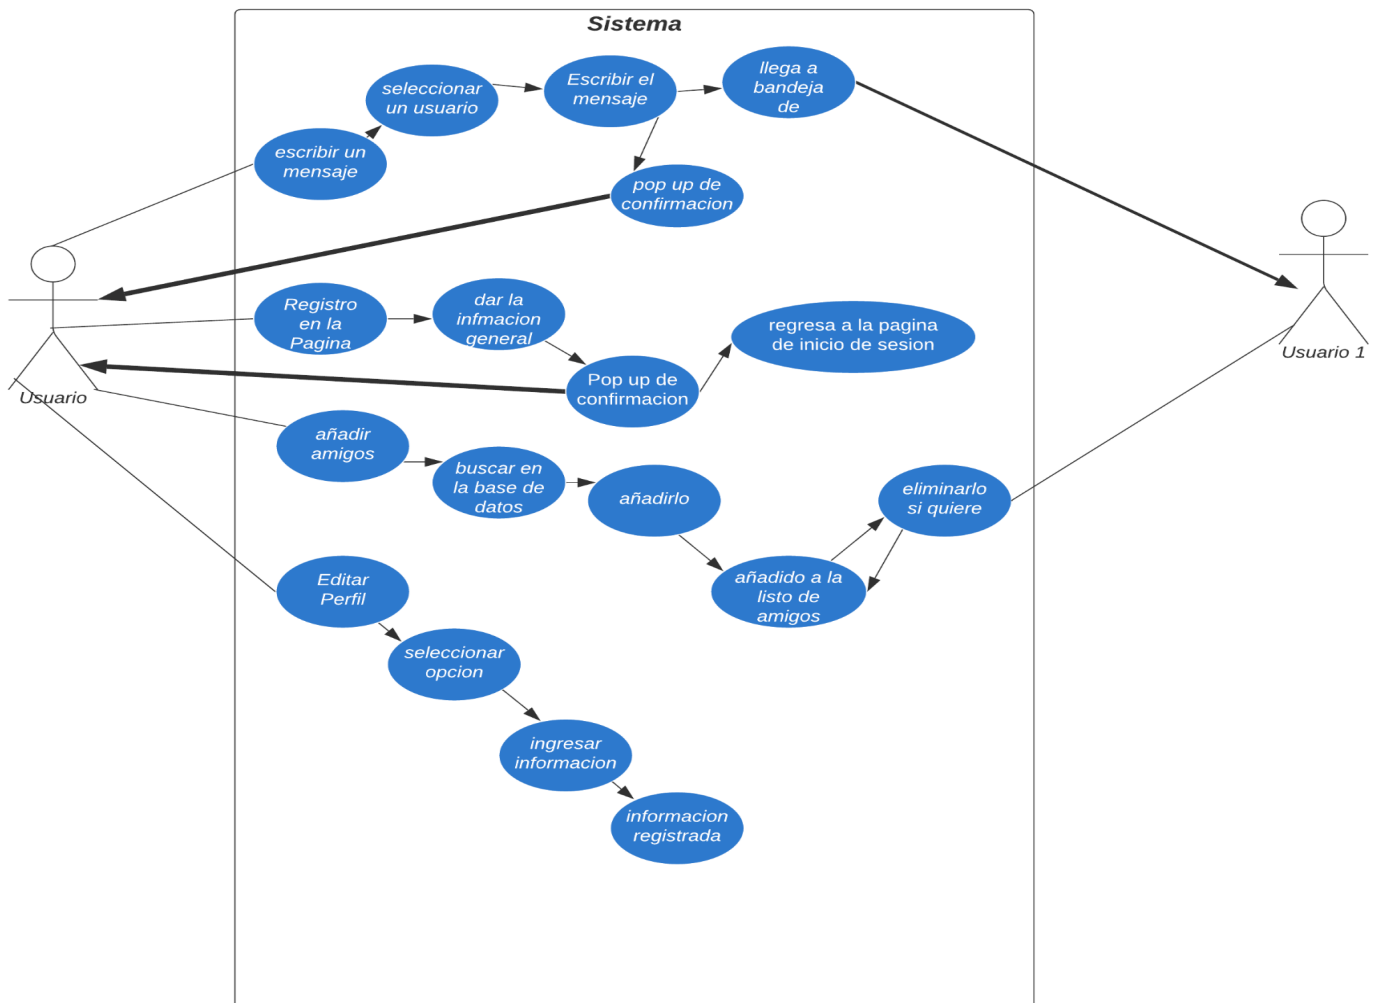 Sistema
escribir un
mensaje
seleccionar
un usuario
Escribir el
mensaje
llega a
bandeja
de
pop up de
confirmacion
Usuario
Usuario 1
Registro
en la
Pagina
dar la
infmacion
general
Pop up de
confirmacion
regresa a la pagina
de inicio de sesion
añadir
amigos
buscar en
la base de
datos
añadirlo
añadido a la
listo de
amigos
eliminarlo
si quiere
Editar
Perfil
seleccionar
opcion
ingresar
informacion
informacion
registrada